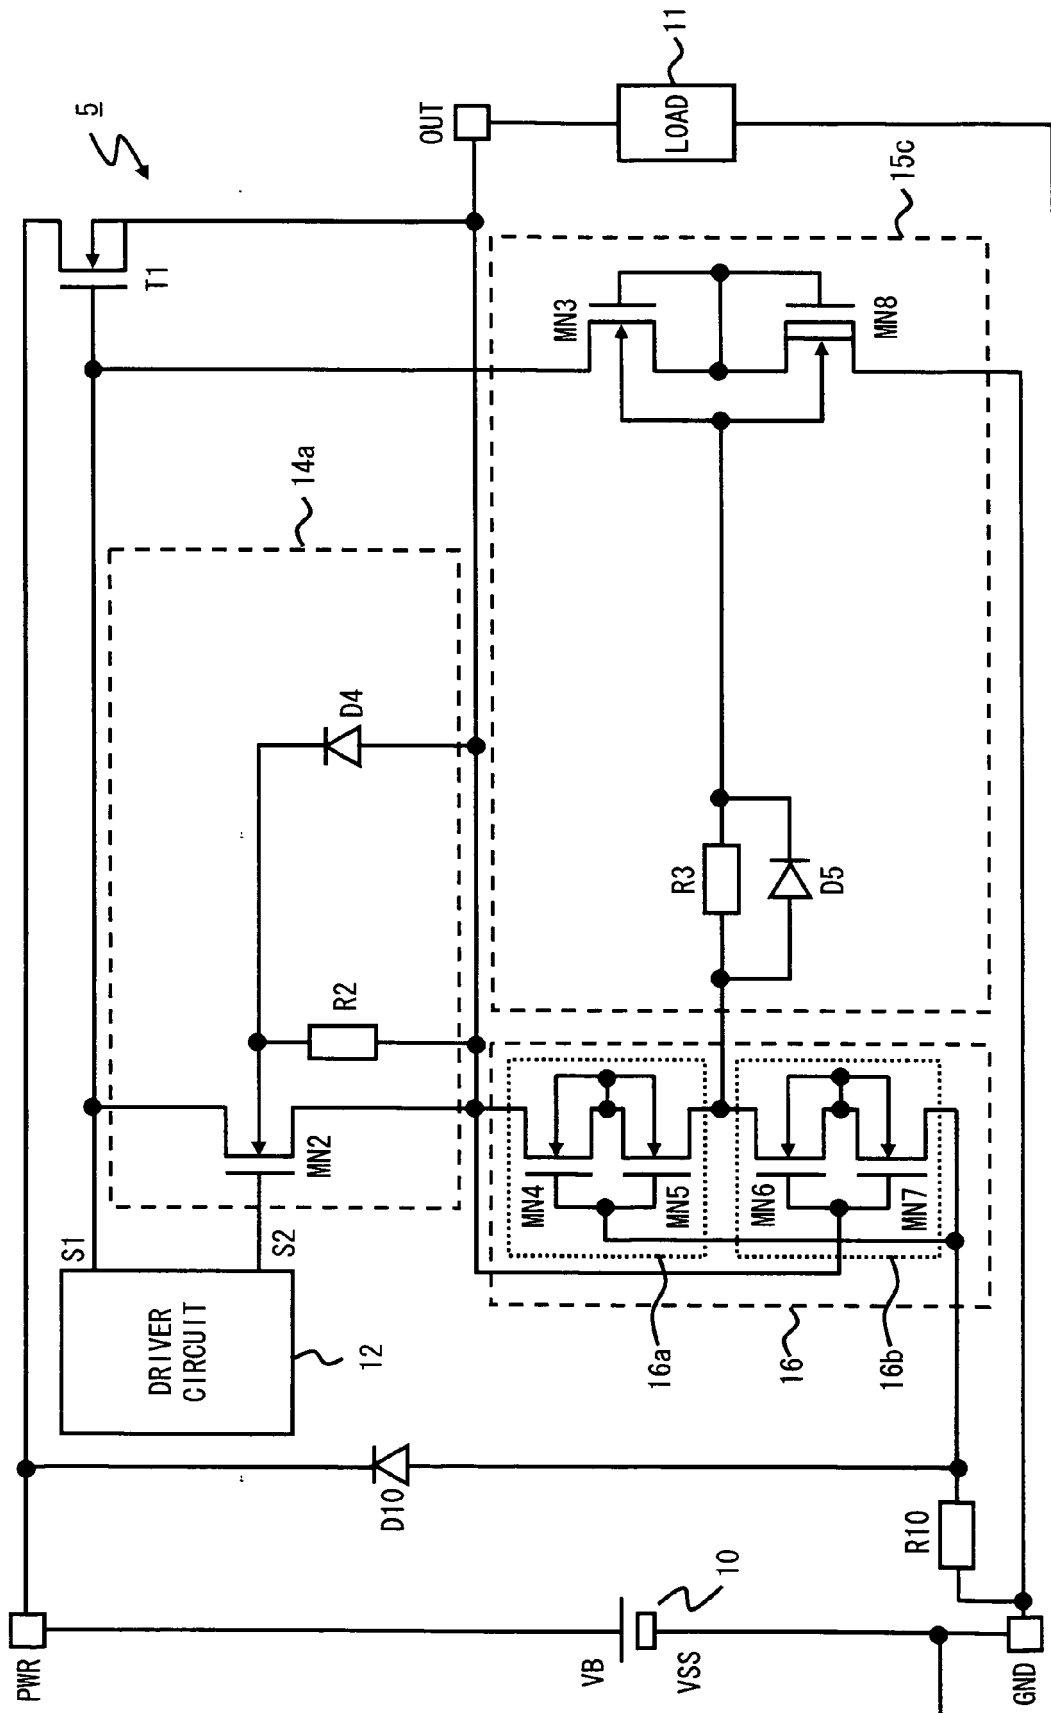 5
PWR
VB
VSS
10
GND
D10
R10
DRIVER
CIRCUIT
12
S1
S2
14a
MN2
R2
D4
T1
OUT
11
LOAD
16
16a
16b
MN4
MN5
MN6
MN7
R3
D5
15c
MN3
MN8